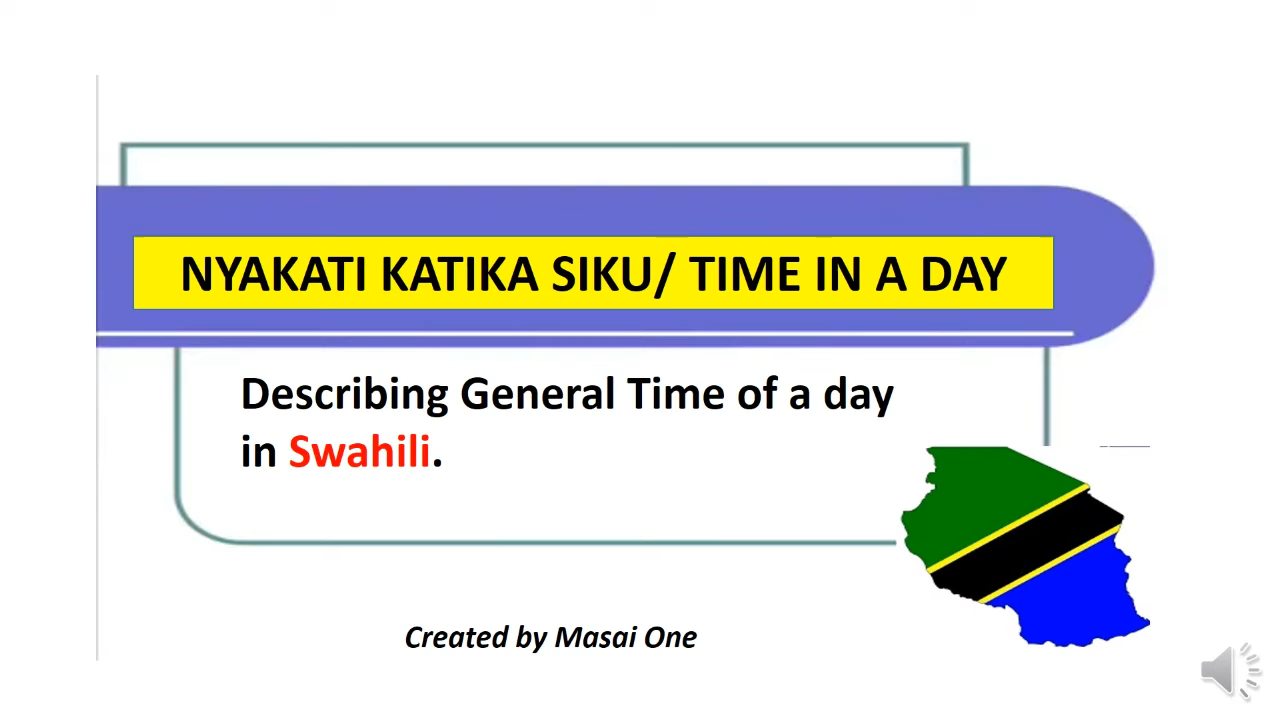 NYAKATI KATIKA SIKU/ TIME IN A DAY
Describing General Time of a day
in Swahili.
Created by Masai One